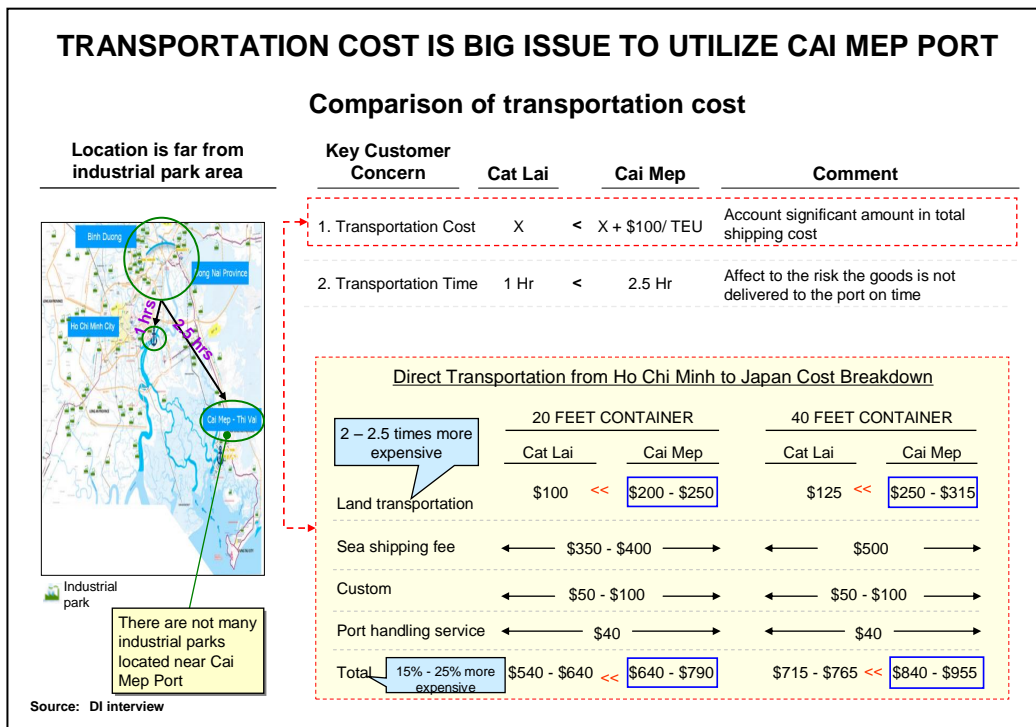 TRANSPORTATION COST IS BIG ISSUE TO UTILIZE CAI MEP PORT
Comparison of transportation cost
Location is far from
industrial park area
Binh Duong
Dong Nai Province
Ho Chi Minh City
1 hrs
2.5 hrs
Cai Mep - Thi Vai
Industrial
park
There are not many
industrial parks
located near Cai
Mep Port
Key Customer
Concern
Cat Lai
Cai Mep
Comment
1. Transportation Cost X < X + $100/ TEU Account significant amount in total
shipping cost
2. Transportation Time 1 Hr < 2.5 Hr Affect to the risk the goods is not
delivered to the port on time
Direct Transportation from Ho Chi Minh to Japan Cost Breakdown
2 – 2.5 times more
expensive
20 FEET CONTAINER 40 FEET CONTAINER
Cat Lai Cai Mep Cat Lai Cai Mep
Land transportation $100 << $200 - $250 $125 << $250 - $315
Sea shipping fee $350 - $400 $500
Custom $50 - $100 $50 - $100
Port handling service $40 $40
Total 15% - 25% more
expensive
$540 - $640 << $640 - $790 $715 - $765 << $840 - $955
Source: DI interview